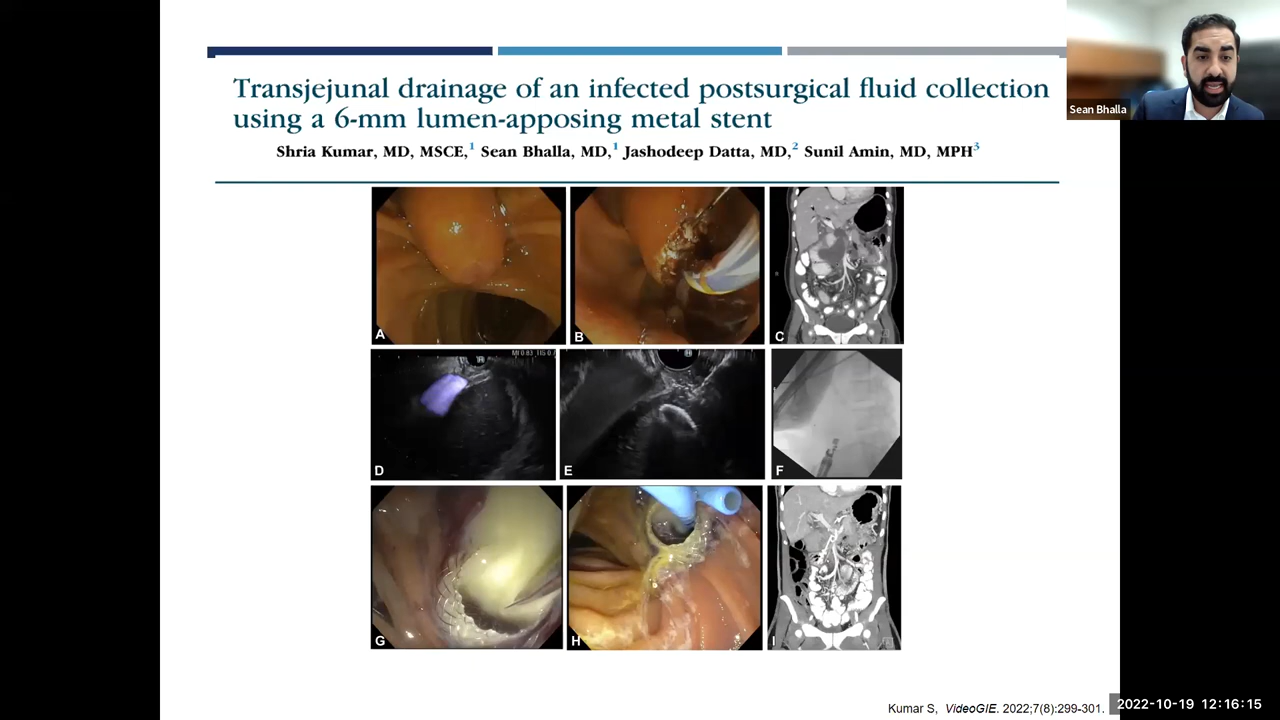 Transjejunal drainage of an infected postsurgical fluid collection
using a 6-mm lumen-apposing metal stent
Shria Kumar, MD, MSCE,1 Sean Bhalla, MD,1 Jashodeep Datta, MD,2 Sunil Amin, MD, MPH3
Sean Bhalla
A
B
C
D
E
F
G
H
I
Kumar S, VideoGIE. 2022;7(8):299-301.
2022-10-19 12:16:15